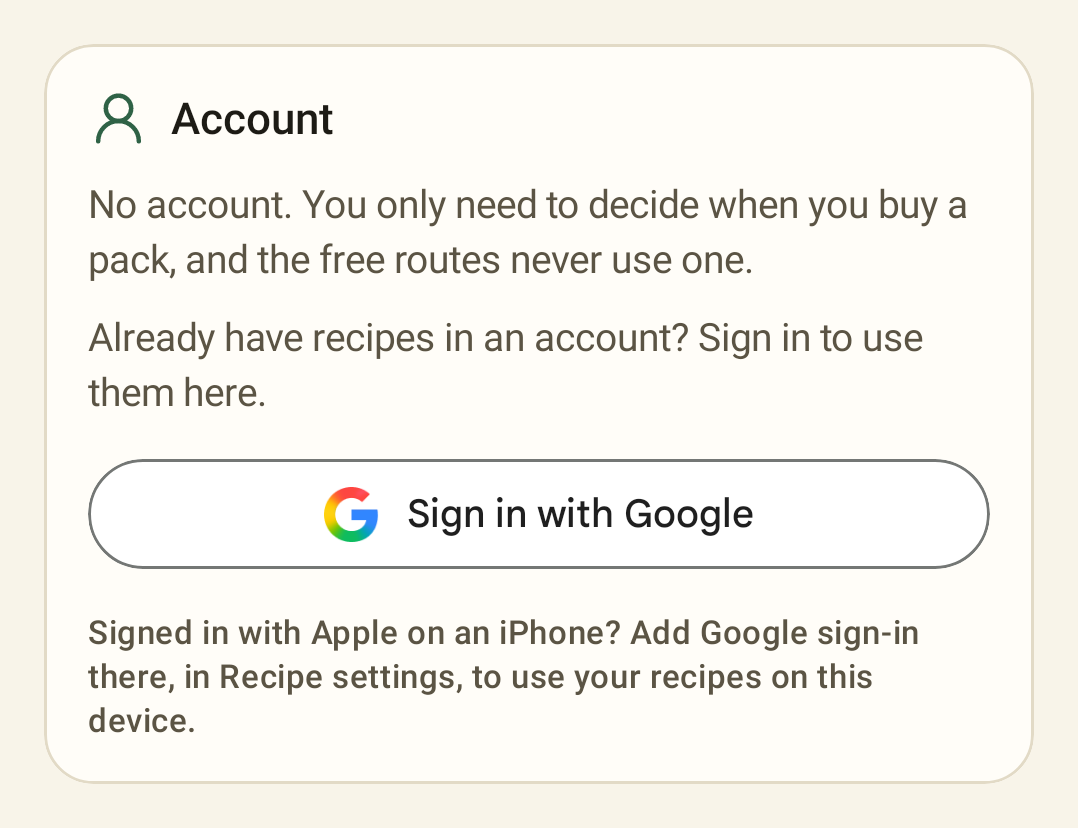 Account
No account. You only need to decide when you buy a
pack, and the free routes never use one.
Already have recipes in an account? Sign in to use
them here.
Sign in with Google
Signed in with Apple on an iPhone? Add Google sign-in
there, in Recipe settings, to use your recipes on this
device.